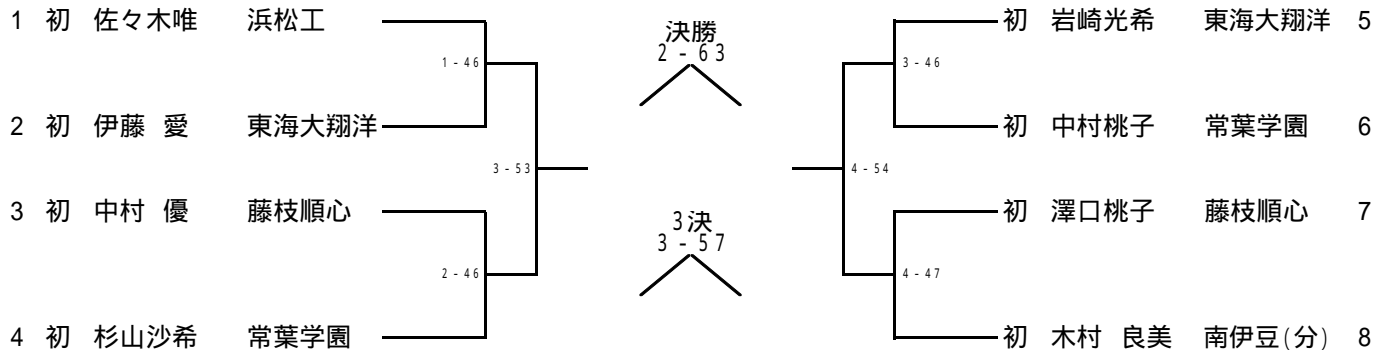 1 初 佐々木唯 浜松工
1 - 46
2 初 伊藤 愛 東海大翔洋
3 - 53
3 初 中村 優 藤枝順心
2 - 46
4 初 杉山沙希 常葉学園
決勝
2 - 63
3決
3 - 57
初 岩崎光希 東海大翔洋 5
3 - 46
初 中村桃子 常葉学園 6
4 - 54
初 澤口桃子 藤枝順心 7
4 - 47
初 木村 良美 南伊豆(分) 8